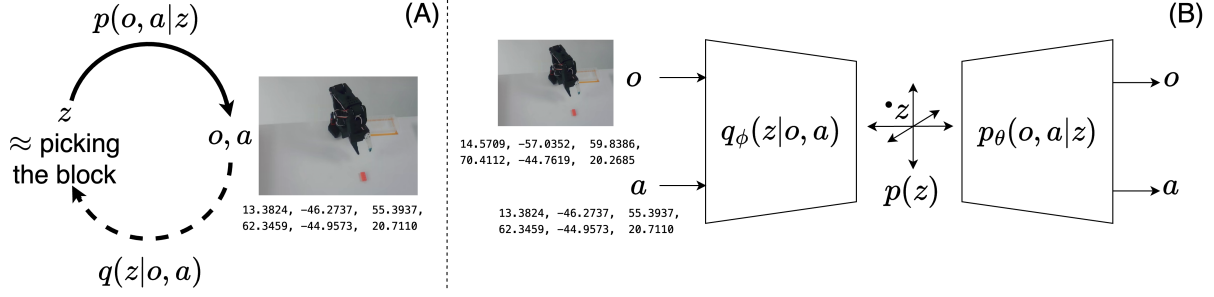 (A)
p(o, a|z)
z
≈ picking
the block
o, a
13.3824, -46.2737, 55.3937,
62.3459, -44.9573, 20.7110
q(z|o, a)
(B)
o
14.5709, -57.0352, 59.8386,
70.4112, -44.7619, 20.2685
a
13.3824, -46.2737, 55.3937,
62.3459, -44.9573, 20.7110
qϕ(z|o, a)
z
p(z)
pθ(o, a|z)
o
a